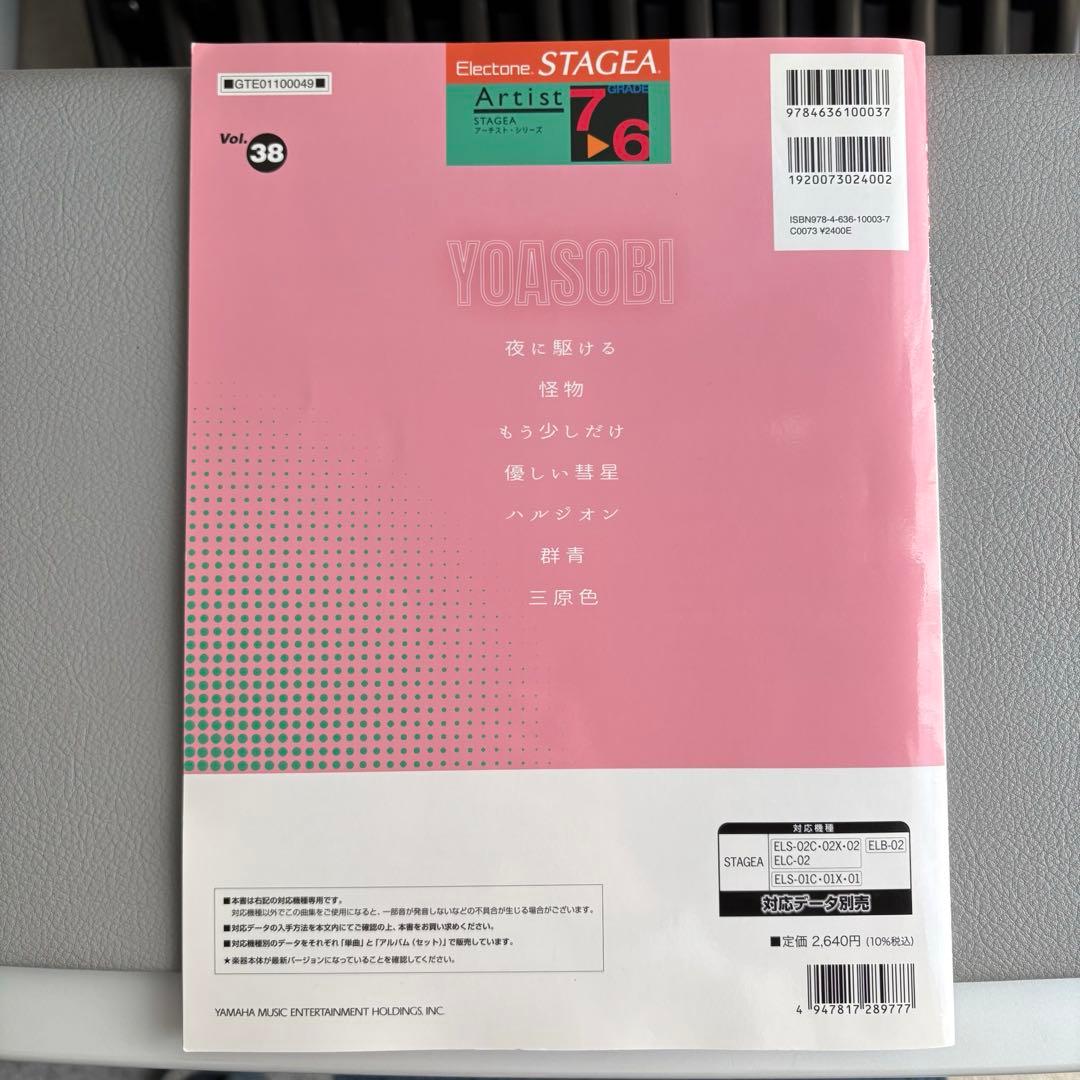 ■GTE01100049■
Vol. 38
Electone. STAGEA®
Artist
STAGEA
アーチスト・シリーズ
GRADE
7▶6
9784636100037
1920073024002
ISBN978-4-636-10003-7
C0073 ¥2400E
YOASOBI
夜に駆ける
怪物
もう少しだけ
優しい彗星
ハルジオン
群青
三原色
対応機種
STAGEA
ELS-02C・02X・02
ELB-02
ELC-02
ELS-01C・01X・01
対応データ別売
■本書は右記の対応機種専用です。
対応機種以外でこの曲集をご使用になると、一部音が発音しないなどの不具合が生じる場合がございます。
■対応データの入手方法を本文内にてご確認の上、本書をお買い求めください。
■対応機種別のデータをそれぞれ「単曲」と「アルバム(セット)」で販売しています。
★楽器本体が最新バージョンになっていることを確認してください。
■定価 2,640円 (10%税込)
4 947817 289777
YAMAHA MUSIC ENTERTAINMENT HOLDINGS, INC.